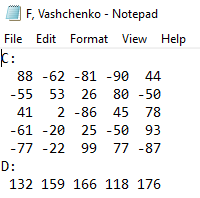 F, Vashchenko - Notepad
File Edit Format View Help
C:
88 -62 -81 -90 44
-55 53 26 80 -50
41 2 -86 45 78
-61 -20 25 -50 93
-77 -22 99 77 -87
D:
132 159 166 118 176